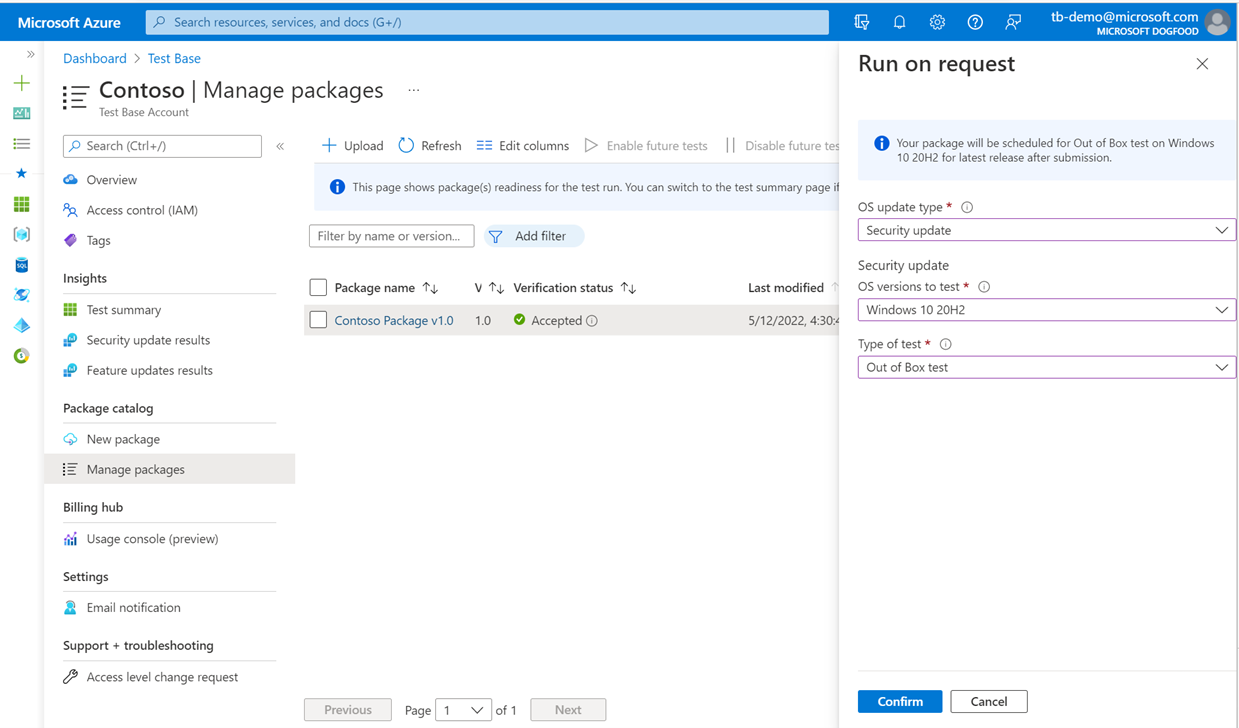 Microsoft Azure
Search resources, services, and docs (G+/)
tb-demo@microsoft.com
MICROSOFT DOGFOOD
Dashboard > Test Base
Contoso | Manage packages ...
Test Base Account
Search (Ctrl+/)
Overview
Access control (IAM)
Tags
Insights
Test summary
Security update results
Feature updates results
Package catalog
New package
Manage packages
Billing hub
Usage console (preview)
Settings
Email notification
Support + troubleshooting
Access level change request
Upload Refresh Edit columns Enable future tests Disable future tes
This page shows package(s) readiness for the test run. You can switch to the test summary page if
Filter by name or version... Add filter
Package name V Verification status Last modified
Contoso Package v1.0 1.0 Accepted 5/12/2022, 4:30:4
Previous Page 1 of 1 Next
Run on request
Your package will be scheduled for Out of Box test on Windows
10 20H2 for latest release after submission.
OS update type *
Security update
Security update
OS versions to test *
Windows 10 20H2
Type of test *
Out of Box test
Confirm Cancel